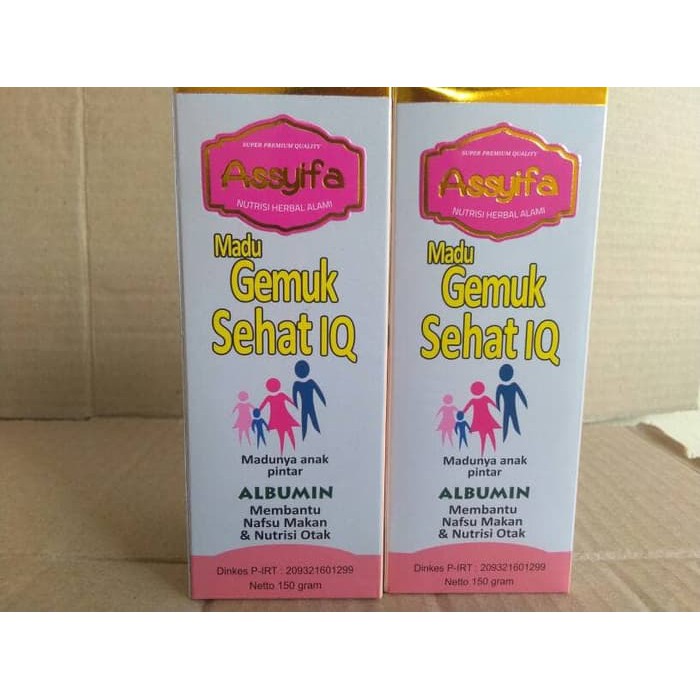 SUPER PREMIUM QUALITY
Assyifa
NUTRISI HERBAL ALAMI
Madu
Gemuk
Sehat IQ
Madunya anak
pintar
ALBUMIN
Membantu
Nafsu Makan
& Nutrisi Otak
Dinkes P-IRT : 209321601299
Netto 150 gram
SUPER PREMIUM QUALITY
Assyifa
NUTRISI HERBAL ALAMI
Madu
Gemuk
Sehat IQ
Madunya anak
pintar
ALBUMIN
Membantu
Nafsu Makan
& Nutrisi Otak
Dinkes P-IRT : 209321601299
Netto 150 gram